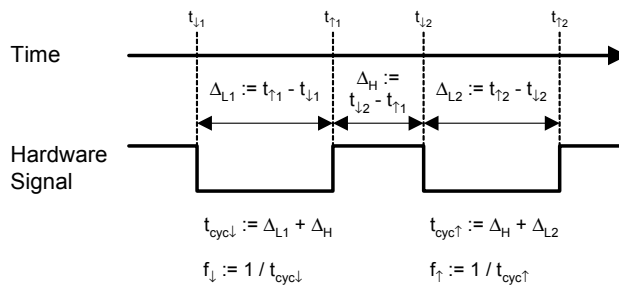 t↓1 t↑1 t↓2 t↑2
Time
ΔL1 := t↑1 - t↓1
ΔH :=
t↓2 - t↑1
ΔL2 := t↑2 - t↓2
Hardware
Signal
tcyc↓ := ΔL1 + ΔH
tcyc↑ := ΔH + ΔL2
f↓ := 1 / tcyc↓
f↑ := 1 / tcyc↑